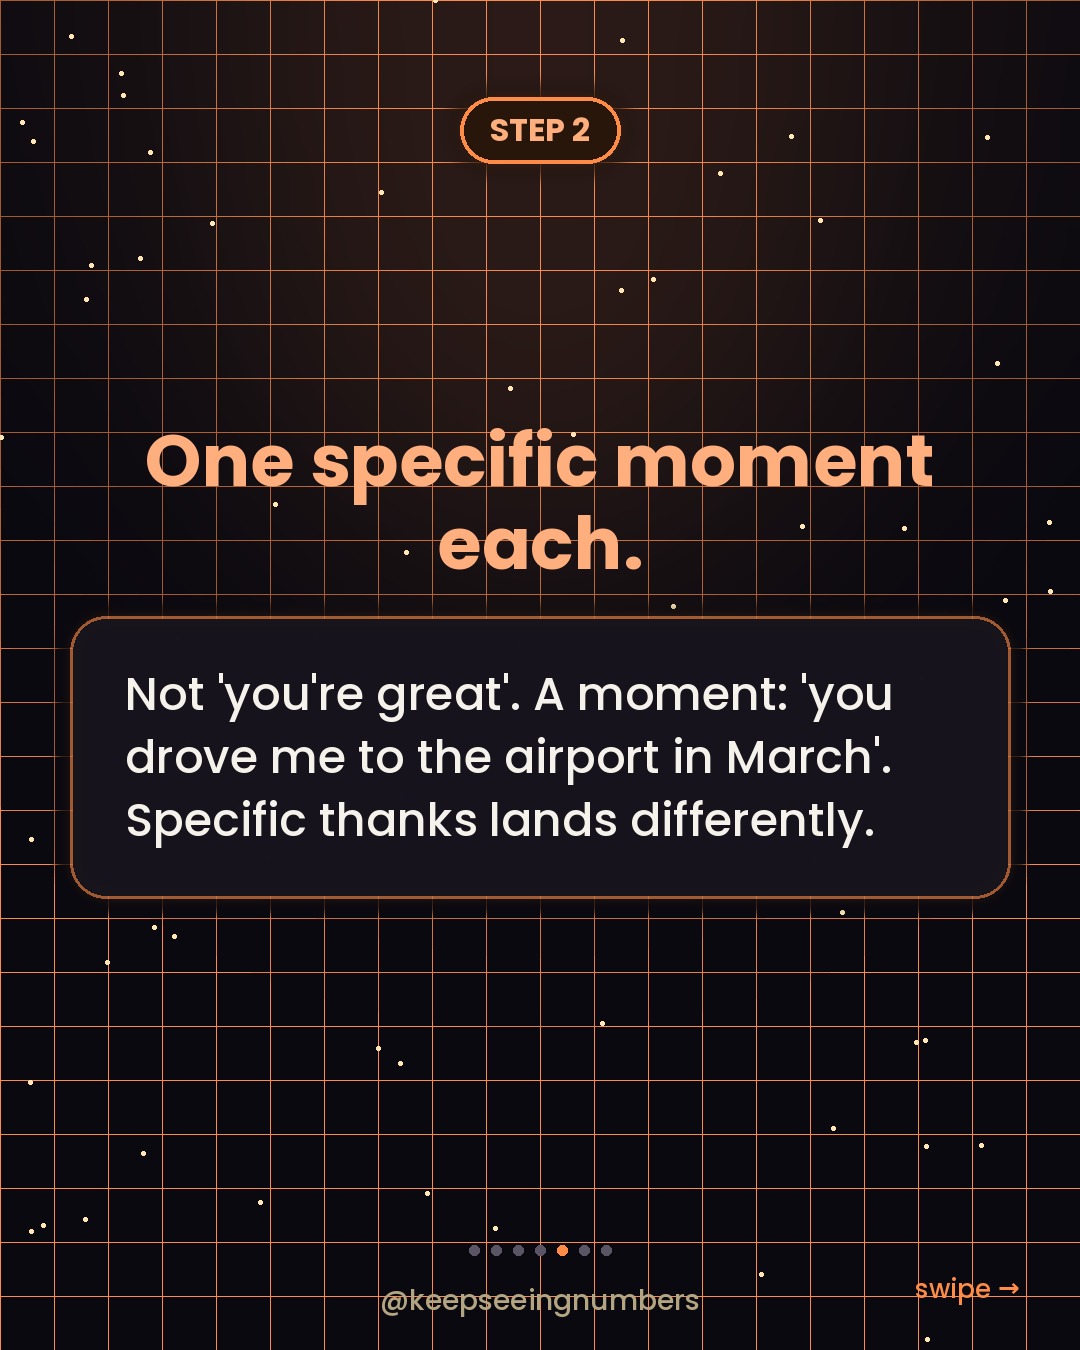 STEP 2
One specific moment
each.
Not 'you're great'. A moment: 'you
drove me to the airport in March'.
Specific thanks lands differently.
@keepseeingnumbers
swipe →